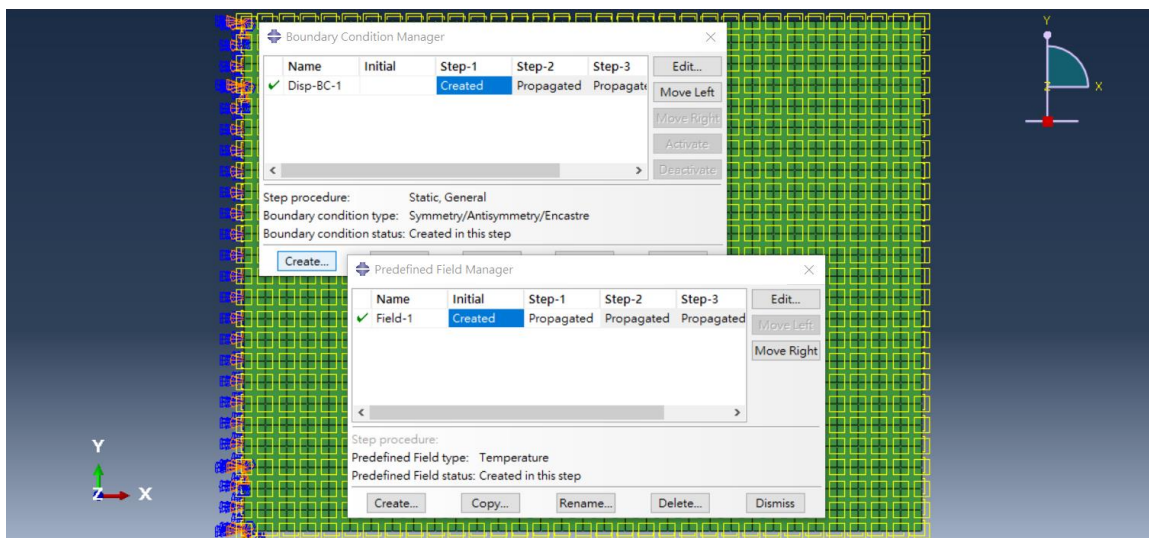 Boundary Condition Manager
Name Initial Step-1 Step-2 Step-3 Edit...
Disp-BC-1 Created Propagated Propagate Move Left
Move Right
Activate
Deactivate
Step procedure: Static, General
Boundary condition type: Symmetry/Antisymmetry/Encastre
Boundary condition status: Created in this step
Create...
Predefined Field Manager
Name Initial Step-1 Step-2 Step-3 Edit...
Field-1 Created Propagated Propagated Propagated Move Left
Move Right
Step procedure:
Predefined Field type: Temperature
Predefined Field status: Created in this step
Create... Copy... Rename... Delete... Dismiss
Y
Z X
Y
Z X